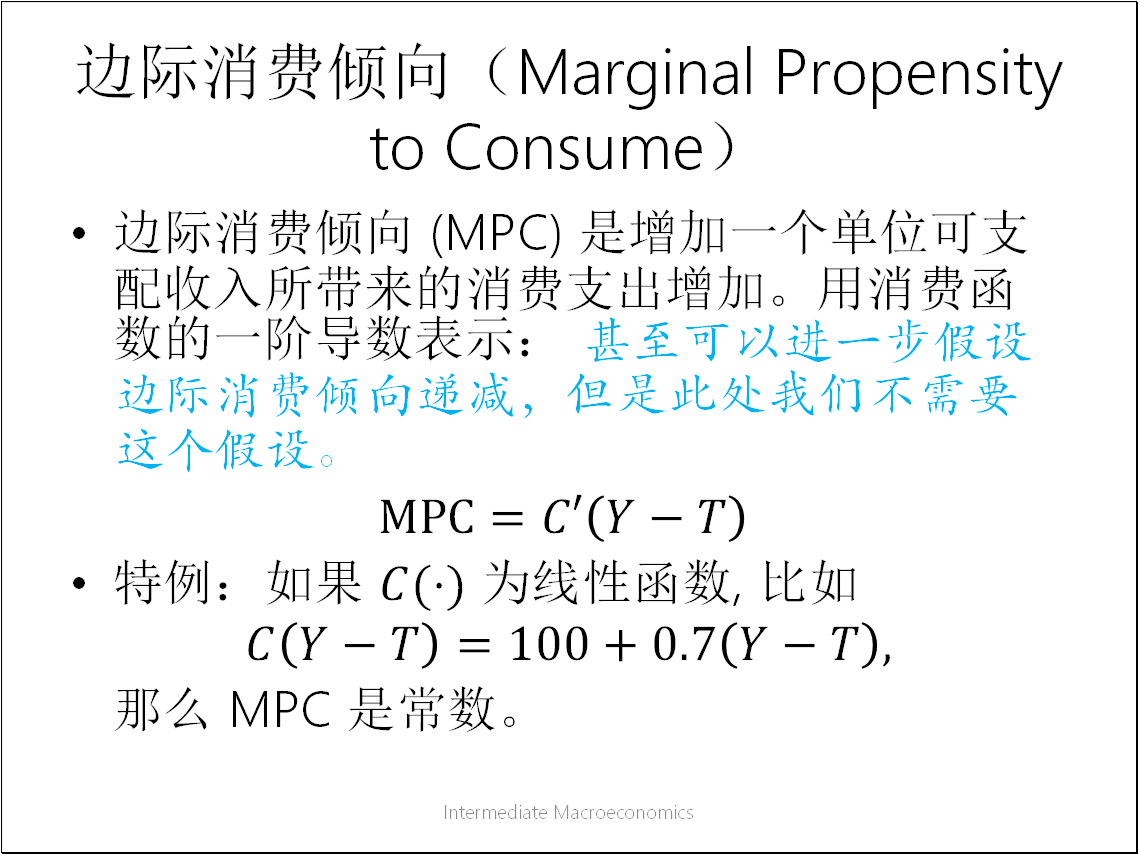 边际消费倾向（Marginal Propensity
to Consume）
• 边际消费倾向 (MPC) 是增加一个单位可支
配收入所带来的消费支出增加。用消费函
数的一阶导数表示： 甚至可以进一步假设
边际消费倾向递减，但是此处我们不需要
这个假设。
MPC = C′(Y − T)
• 特例：如果 C(·) 为线性函数, 比如
C(Y − T) = 100 + 0.7(Y − T),
那么 MPC 是常数。
Intermediate Macroeconomics